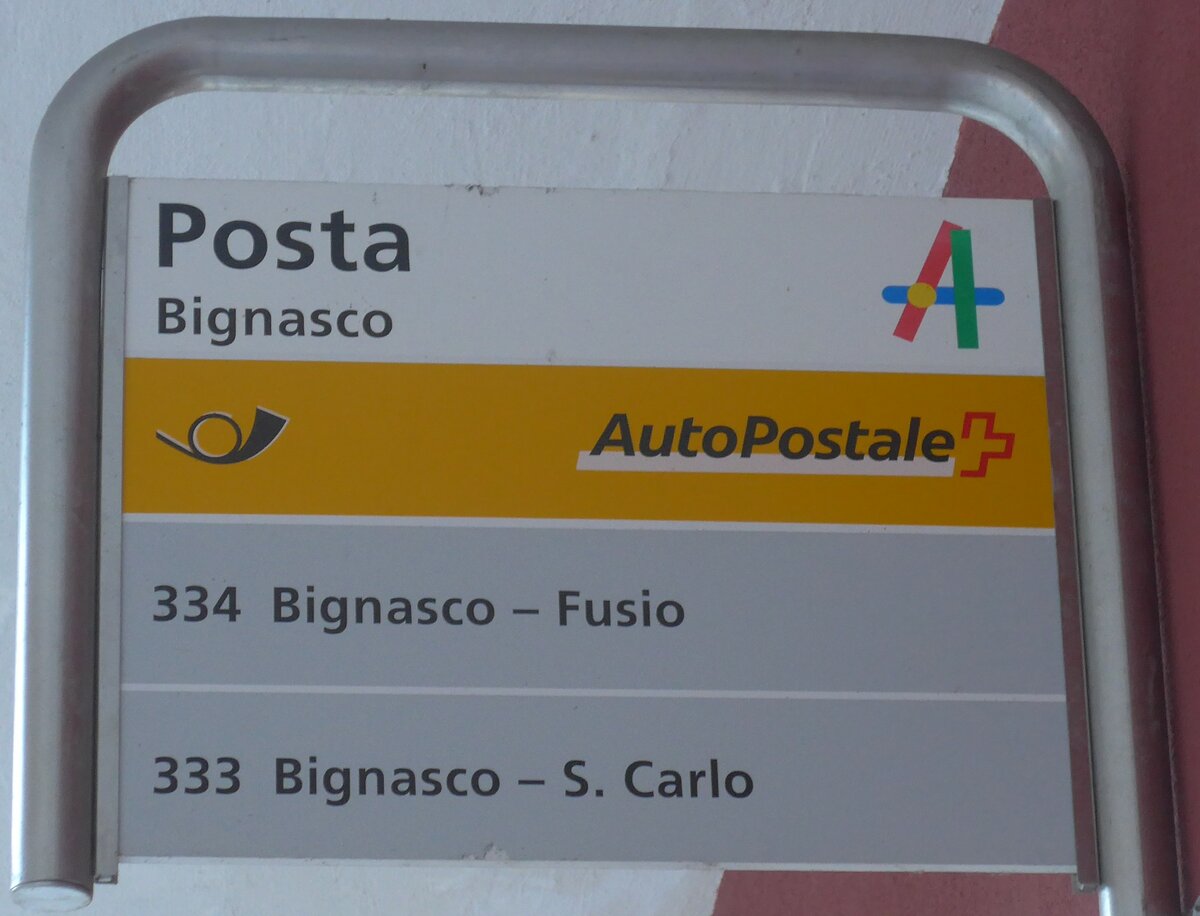 Posta
Bignasco
AutoPostale
334 Bignasco – Fusio
333 Bignasco – S. Carlo